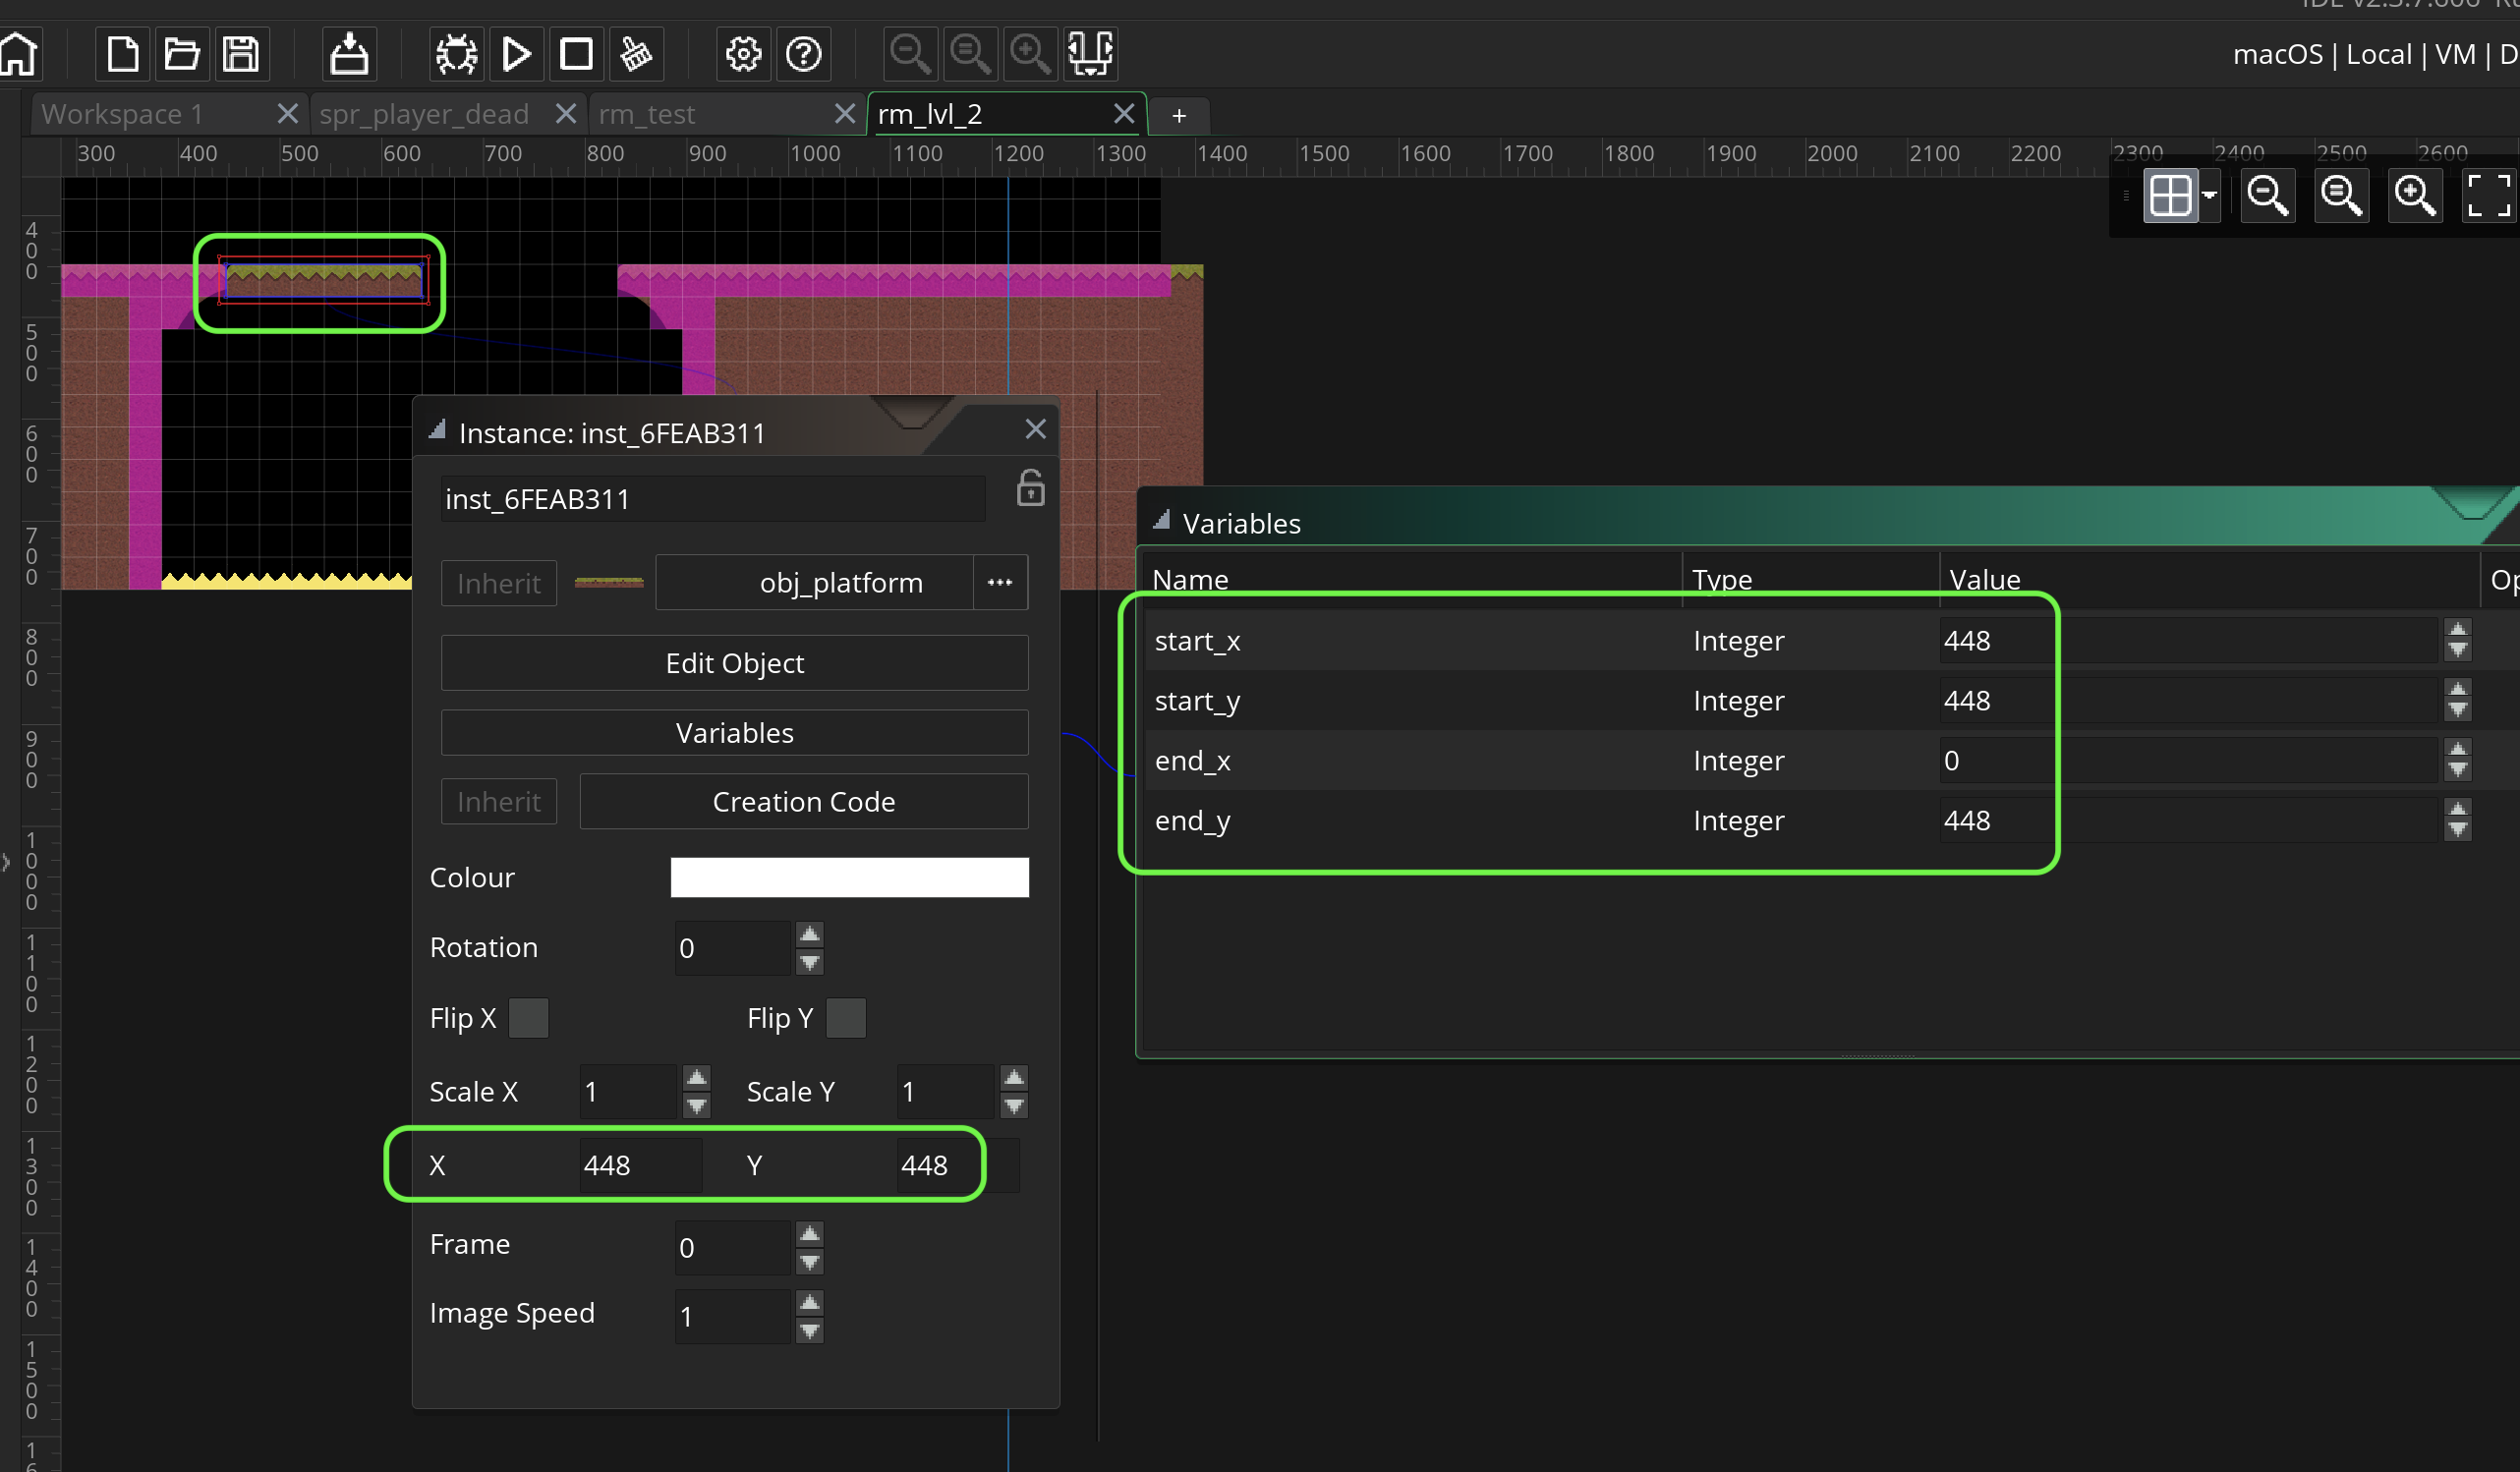 macOS | Local | VM | D
Workspace 1
spr_player_dead
rm_test
rm_lvl_2
+
300 400 500 600 700 800 900 1000 1100 1200 1300 1400 1500 1600 1700 1800 1900 2000 2100 2200 2300 2400 2500 2600
400
500
600
700
800
900
1000
1100
1200
1300
1400
1500
16
Instance: inst_6FEAB311
inst_6FEAB311
Inherit
obj_platform
...
Edit Object
Variables
Inherit
Creation Code
Colour
Rotation 0
Flip X Flip Y
Scale X 1 Scale Y 1
X 448 Y 448
Frame 0
Image Speed 1
Variables
Name Type Value Op
start_x Integer 448
start_y Integer 448
end_x Integer 0
end_y Integer 448